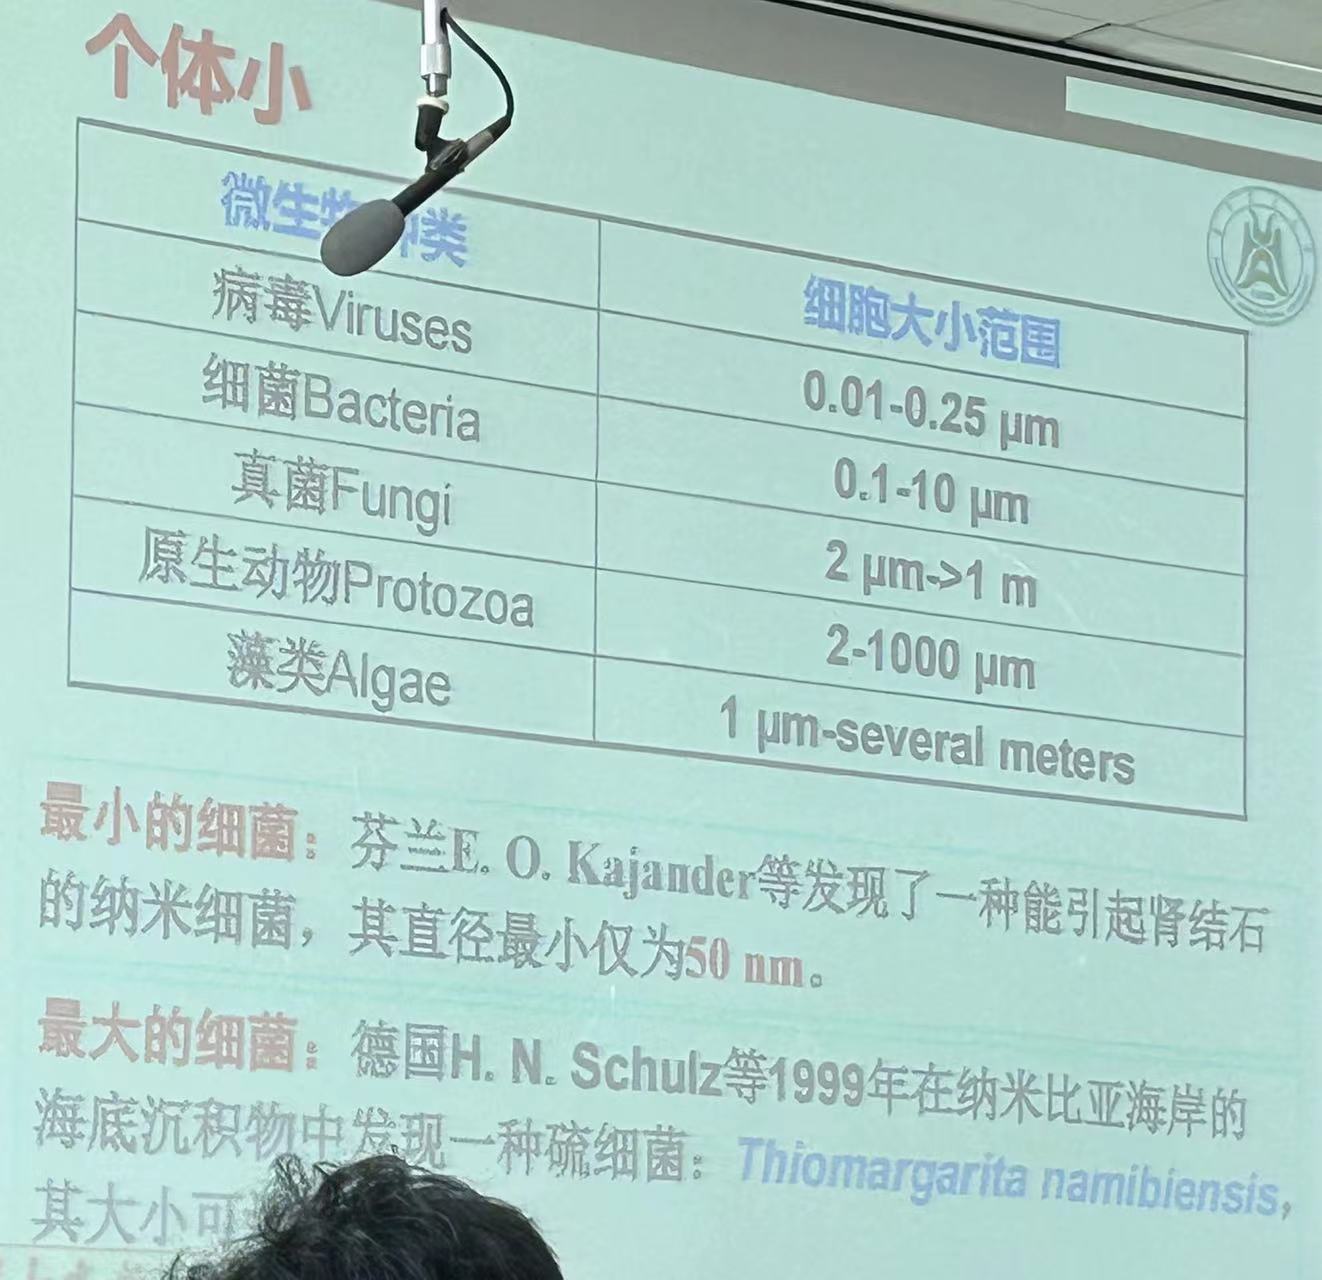 个体小
微生 类 细胞大小范围
病毒Viruses 0.01-0.25 μm
细菌Bacteria 0.1-10 μm
真菌Fungi 2 μm->1 m
原生动物Protozoa 2-1000 μm
藻类Algae 1 μm-several meters
最小的细菌：芬兰E. O. Kajander等发现了一种能引起肾结石
的纳米细菌，其直径最小仅为50 nm。
最大的细菌：德国H. N. Schulz等1999年在纳米比亚海岸的
海底沉积物中发现一种硫细菌：Thiomargarita namibiensis,
其大小可